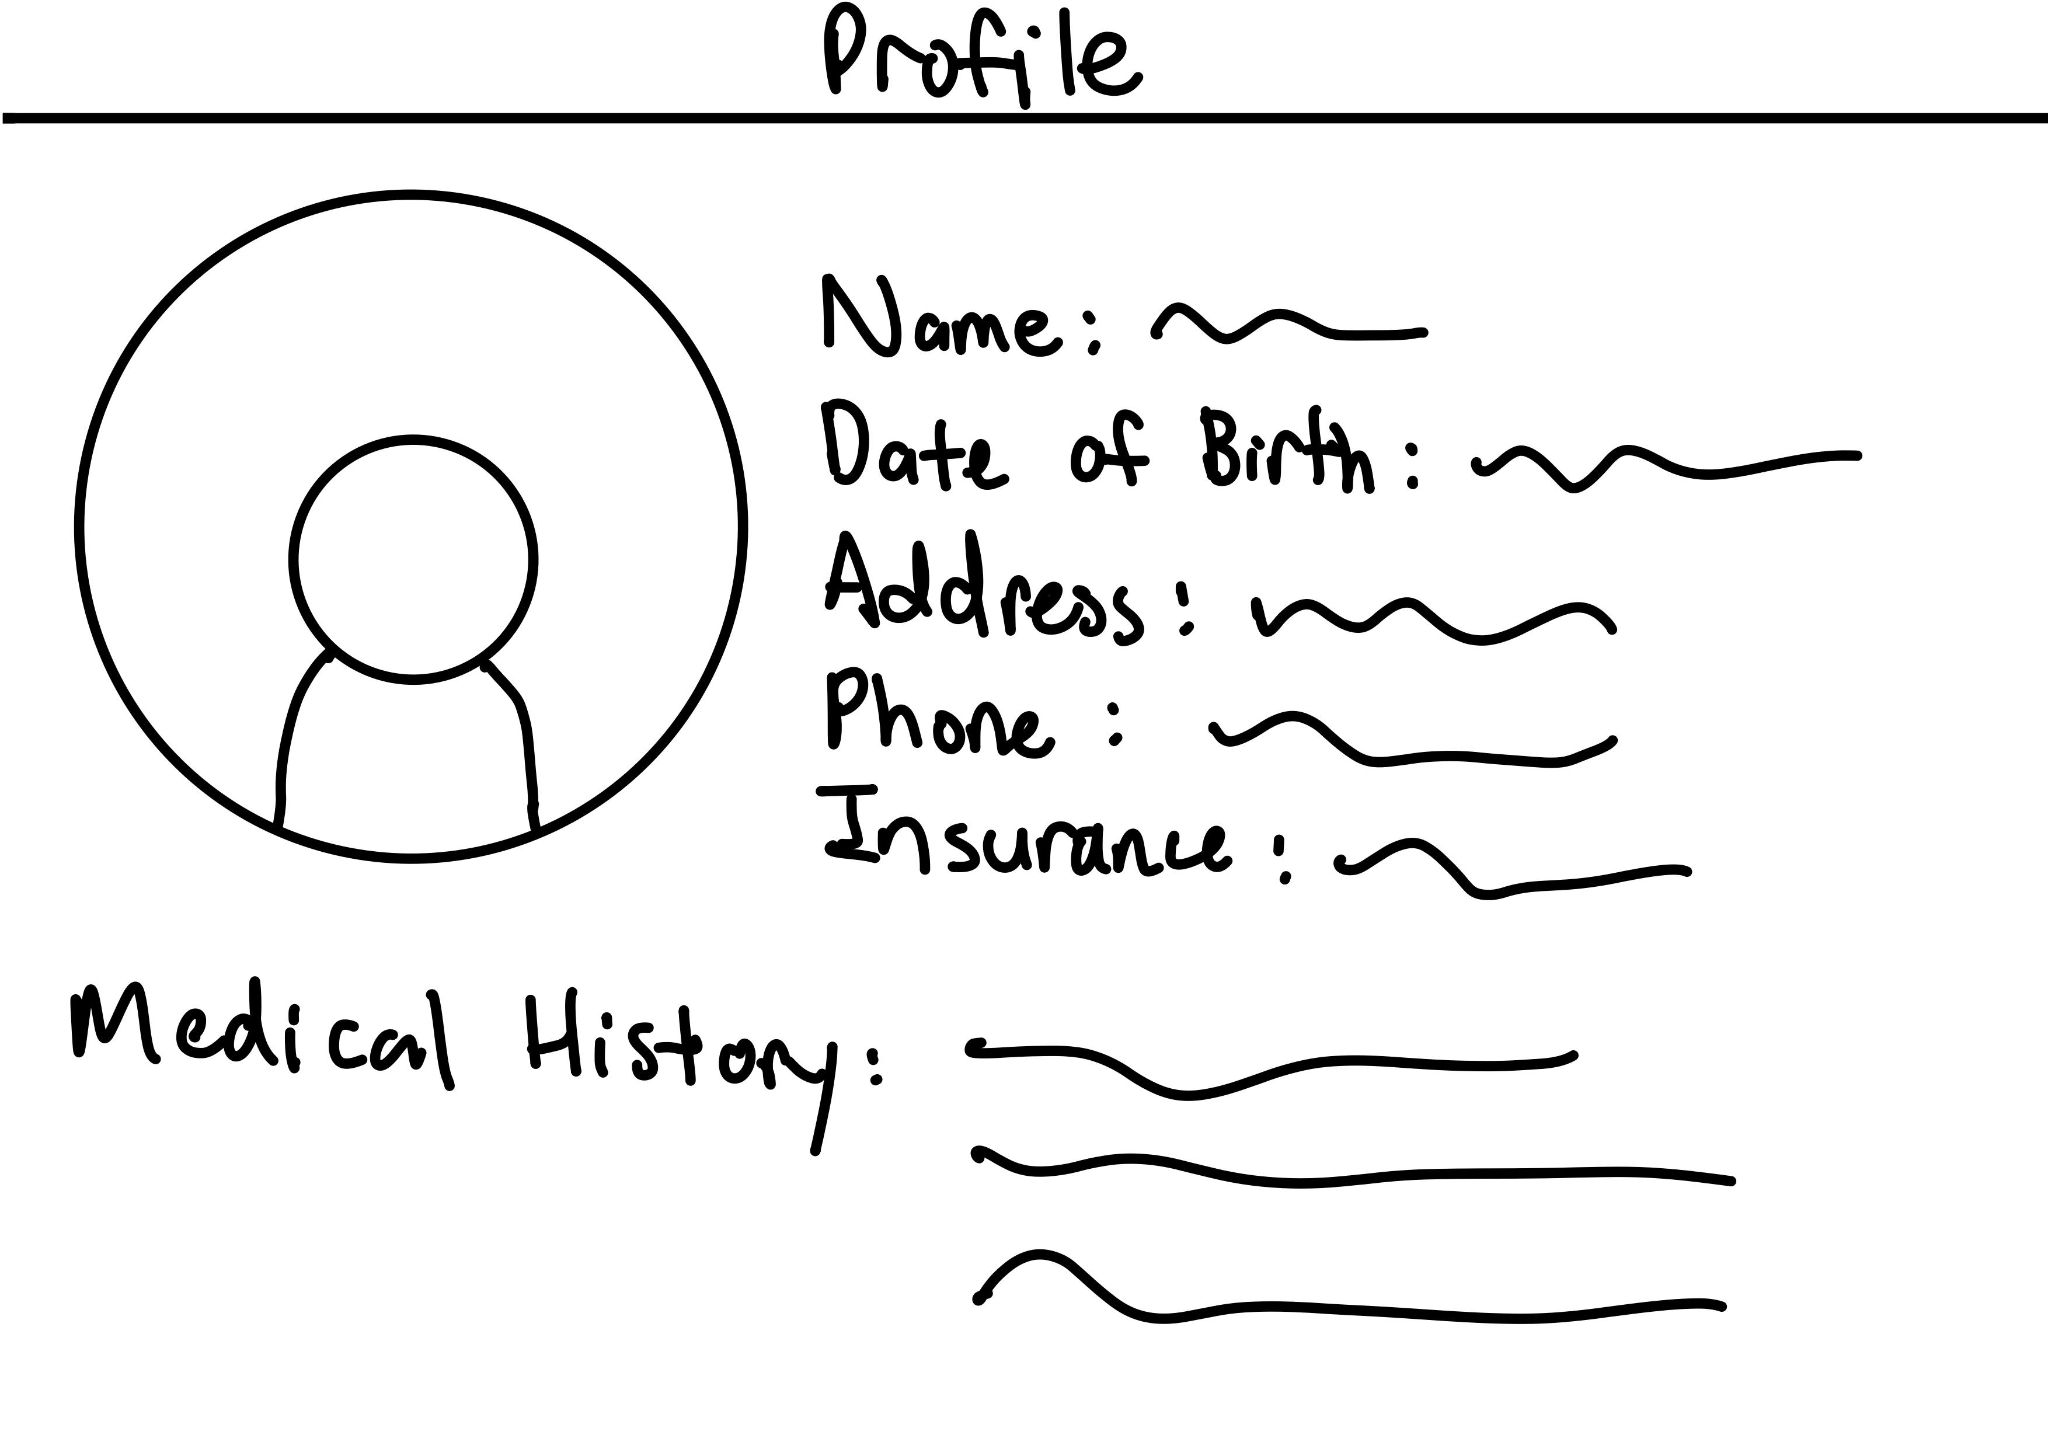 Profile
Name:
Date of Birth:
Address:
Phone:
Insurance:
Medical History: